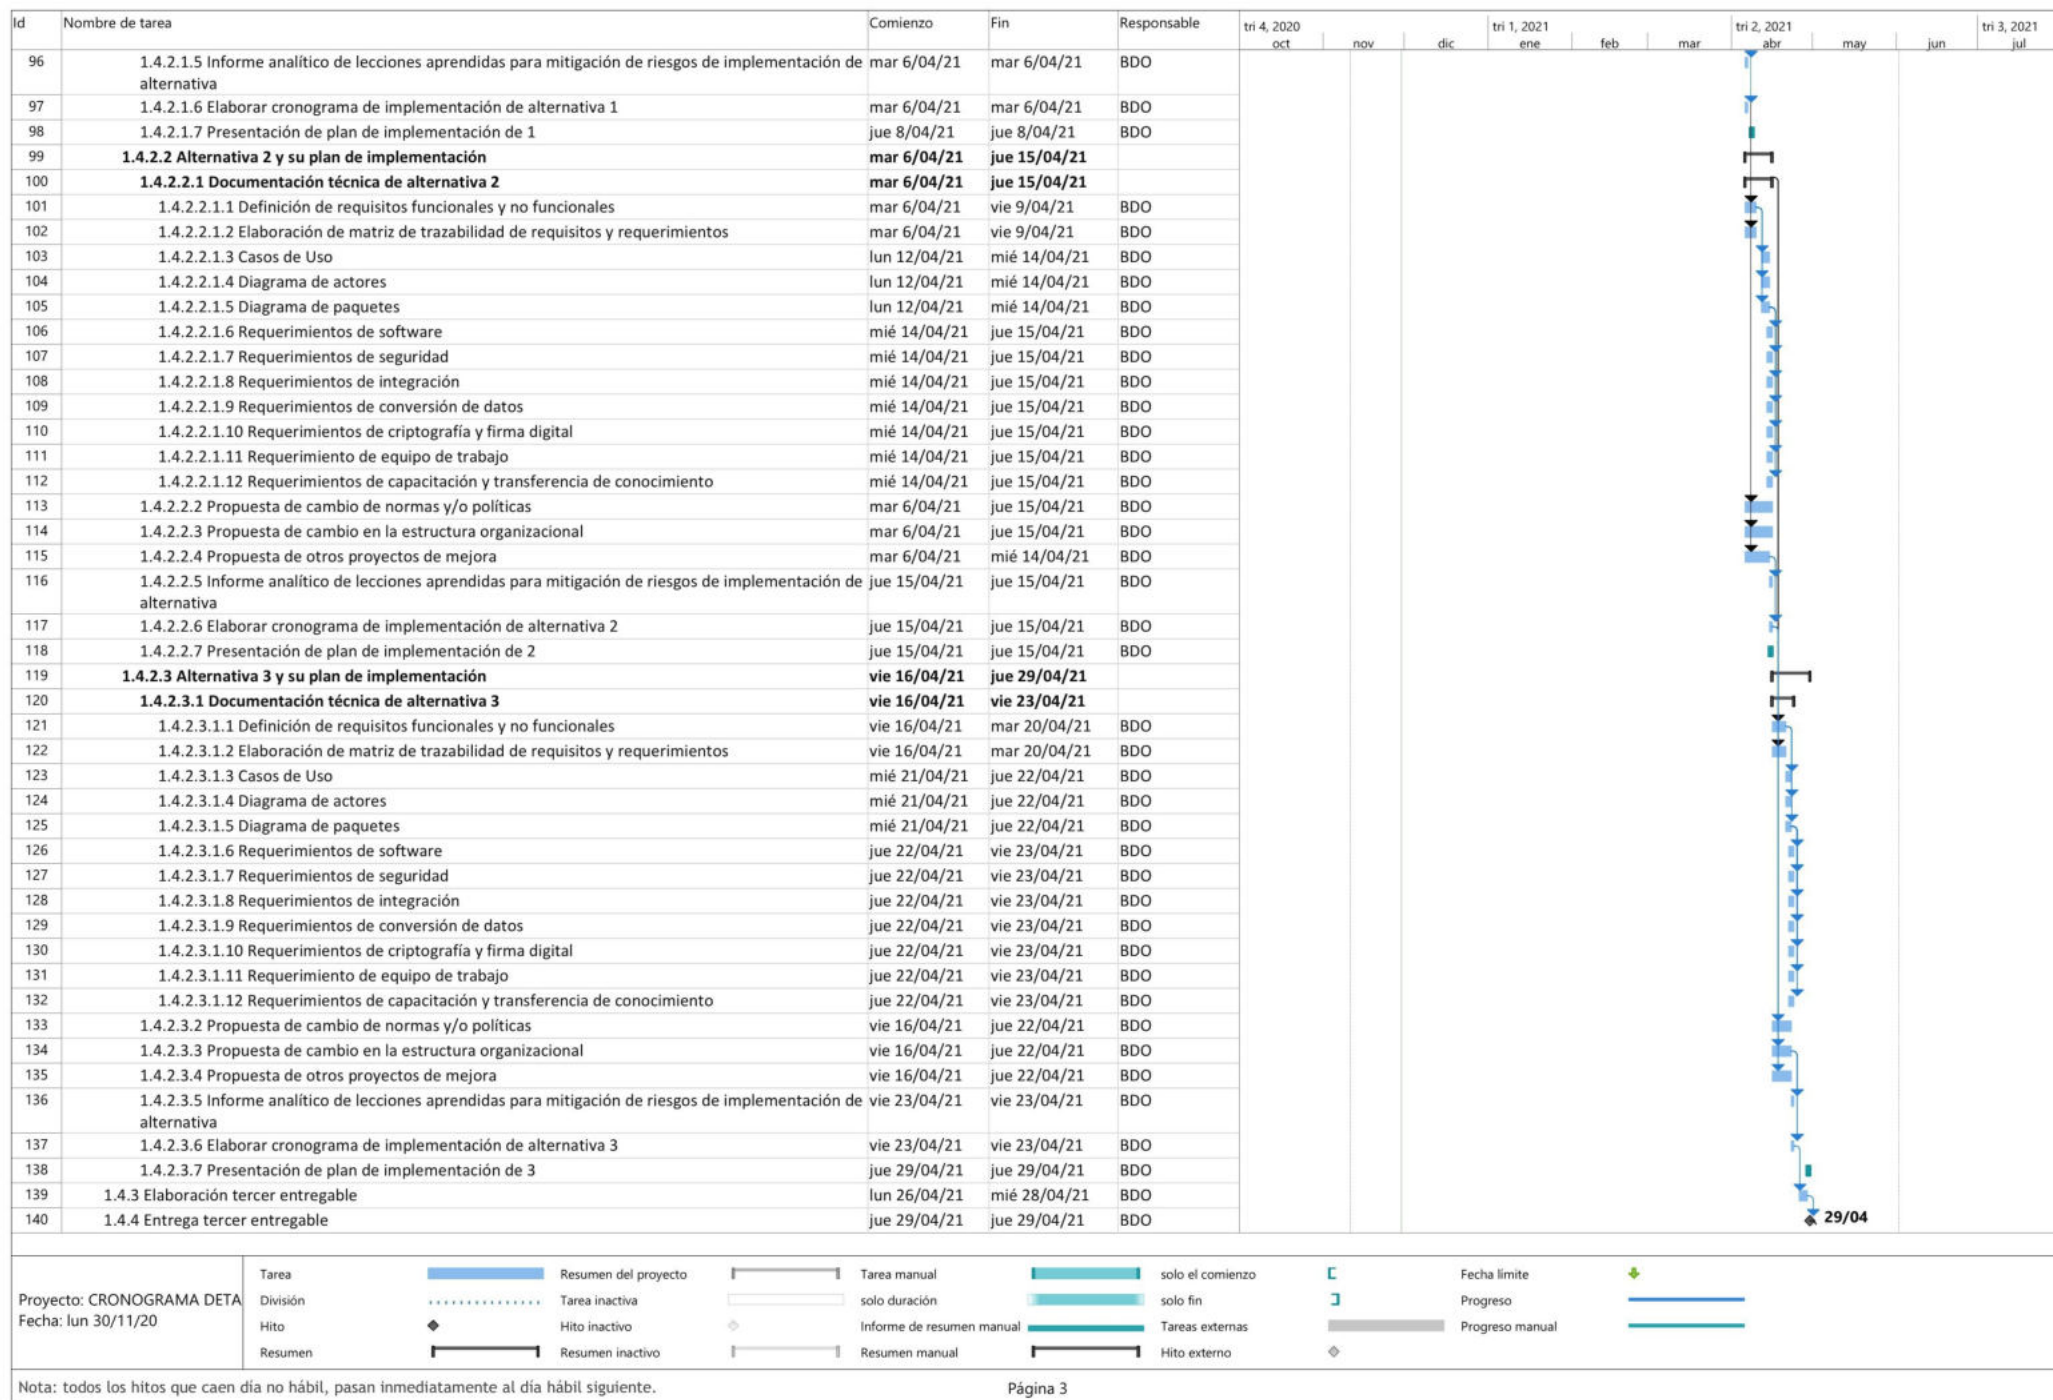 Id Nombre de tarea Comienzo Fin Responsable tri 4, 2020 tri 1, 2021 tri 2, 2021 tri 3, 2021
oct nov dic ene feb mar abr may jun jul
96 1.4.2.1.5 Informe analítico de lecciones aprendidas para mitigación de riesgos de implementación de mar 6/04/21 mar 6/04/21 BDO
alternativa
97 1.4.2.1.6 Elaborar cronograma de implementación de alternativa 1 mar 6/04/21 mar 6/04/21 BDO
98 1.4.2.1.7 Presentación de plan de implementación de 1 jue 8/04/21 jue 8/04/21 BDO
99 1.4.2.2 Alternativa 2 y su plan de implementación mar 6/04/21 jue 15/04/21
100 1.4.2.2.1 Documentación técnica de alternativa 2 mar 6/04/21 jue 15/04/21
101 1.4.2.2.1.1 Definición de requisitos funcionales y no funcionales mar 6/04/21 vie 9/04/21 BDO
102 1.4.2.2.1.2 Elaboración de matriz de trazabilidad de requisitos y requerimientos mar 6/04/21 vie 9/04/21 BDO
103 1.4.2.2.1.3 Casos de Uso lun 12/04/21 mié 14/04/21 BDO
104 1.4.2.2.1.4 Diagrama de actores lun 12/04/21 mié 14/04/21 BDO
105 1.4.2.2.1.5 Diagrama de paquetes lun 12/04/21 mié 14/04/21 BDO
106 1.4.2.2.1.6 Requerimientos de software mié 14/04/21 jue 15/04/21 BDO
107 1.4.2.2.1.7 Requerimientos de seguridad mié 14/04/21 jue 15/04/21 BDO
108 1.4.2.2.1.8 Requerimientos de integración mié 14/04/21 jue 15/04/21 BDO
109 1.4.2.2.1.9 Requerimientos de conversión de datos mié 14/04/21 jue 15/04/21 BDO
110 1.4.2.2.1.10 Requerimientos de criptografía y firma digital mié 14/04/21 jue 15/04/21 BDO
111 1.4.2.2.1.11 Requerimiento de equipo de trabajo mié 14/04/21 jue 15/04/21 BDO
112 1.4.2.2.1.12 Requerimientos de capacitación y transferencia de conocimiento mié 14/04/21 jue 15/04/21 BDO
113 1.4.2.2.2 Propuesta de cambio de normas y/o políticas mar 6/04/21 jue 15/04/21 BDO
114 1.4.2.2.3 Propuesta de cambio en la estructura organizacional mar 6/04/21 jue 15/04/21 BDO
115 1.4.2.2.4 Propuesta de otros proyectos de mejora mar 6/04/21 mié 14/04/21 BDO
116 1.4.2.2.5 Informe analítico de lecciones aprendidas para mitigación de riesgos de implementación de jue 15/04/21 jue 15/04/21 BDO
alternativa
117 1.4.2.2.6 Elaborar cronograma de implementación de alternativa 2 jue 15/04/21 jue 15/04/21 BDO
118 1.4.2.2.7 Presentación de plan de implementación de 2 jue 15/04/21 jue 15/04/21 BDO
119 1.4.2.3 Alternativa 3 y su plan de implementación vie 16/04/21 jue 29/04/21
120 1.4.2.3.1 Documentación técnica de alternativa 3 vie 16/04/21 vie 23/04/21
121 1.4.2.3.1.1 Definición de requisitos funcionales y no funcionales vie 16/04/21 mar 20/04/21 BDO
122 1.4.2.3.1.2 Elaboración de matriz de trazabilidad de requisitos y requerimientos vie 16/04/21 mar 20/04/21 BDO
123 1.4.2.3.1.3 Casos de Uso mié 21/04/21 jue 22/04/21 BDO
124 1.4.2.3.1.4 Diagrama de actores mié 21/04/21 jue 22/04/21 BDO
125 1.4.2.3.1.5 Diagrama de paquetes mié 21/04/21 jue 22/04/21 BDO
126 1.4.2.3.1.6 Requerimientos de software jue 22/04/21 vie 23/04/21 BDO
127 1.4.2.3.1.7 Requerimientos de seguridad jue 22/04/21 vie 23/04/21 BDO
128 1.4.2.3.1.8 Requerimientos de integración jue 22/04/21 vie 23/04/21 BDO
129 1.4.2.3.1.9 Requerimientos de conversión de datos jue 22/04/21 vie 23/04/21 BDO
130 1.4.2.3.1.10 Requerimientos de criptografía y firma digital jue 22/04/21 vie 23/04/21 BDO
131 1.4.2.3.1.11 Requerimiento de equipo de trabajo jue 22/04/21 vie 23/04/21 BDO
132 1.4.2.3.1.12 Requerimientos de capacitación y transferencia de conocimiento jue 22/04/21 vie 23/04/21 BDO
133 1.4.2.3.2 Propuesta de cambio de normas y/o políticas vie 16/04/21 jue 22/04/21 BDO
134 1.4.2.3.3 Propuesta de cambio en la estructura organizacional vie 16/04/21 jue 22/04/21 BDO
135 1.4.2.3.4 Propuesta de otros proyectos de mejora vie 16/04/21 jue 22/04/21 BDO
136 1.4.2.3.5 Informe analítico de lecciones aprendidas para mitigación de riesgos de implementación de vie 23/04/21 vie 23/04/21 BDO
alternativa
137 1.4.2.3.6 Elaborar cronograma de implementación de alternativa 3 vie 23/04/21 vie 23/04/21 BDO
138 1.4.2.3.7 Presentación de plan de implementación de 3 jue 29/04/21 jue 29/04/21 BDO
139 1.4.3 Elaboración tercer entregable lun 26/04/21 mié 28/04/21 BDO
140 1.4.4 Entrega tercer entregable jue 29/04/21 jue 29/04/21 BDO 29/04
Proyecto: CRONOGRAMA DETA
Fecha: lun 30/11/20
Tarea Resumen del proyecto Tarea manual solo el comienzo Fecha límite
División Tarea inactiva solo duración solo fin Progreso
Hito Hito inactivo Informe de resumen manual Tareas externas Progreso manual
Resumen Resumen inactivo Resumen manual Hito externo
Nota: todos los hitos que caen día no hábil, pasan inmediatamente al día hábil siguiente. Página 3